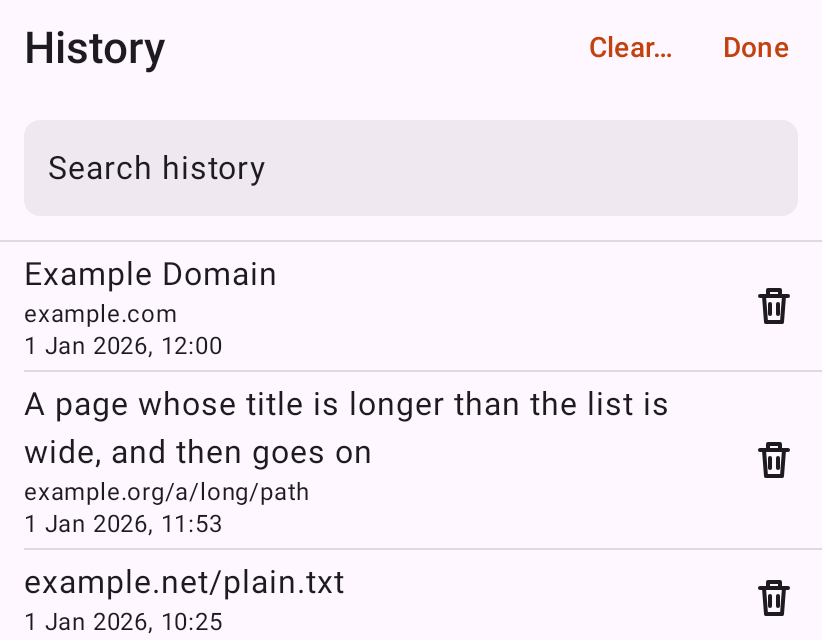 History
Clear…
Done
Search history
Example Domain
example.com
1 Jan 2026, 12:00
A page whose title is longer than the list is
wide, and then goes on
example.org/a/long/path
1 Jan 2026, 11:53
example.net/plain.txt
1 Jan 2026, 10:25